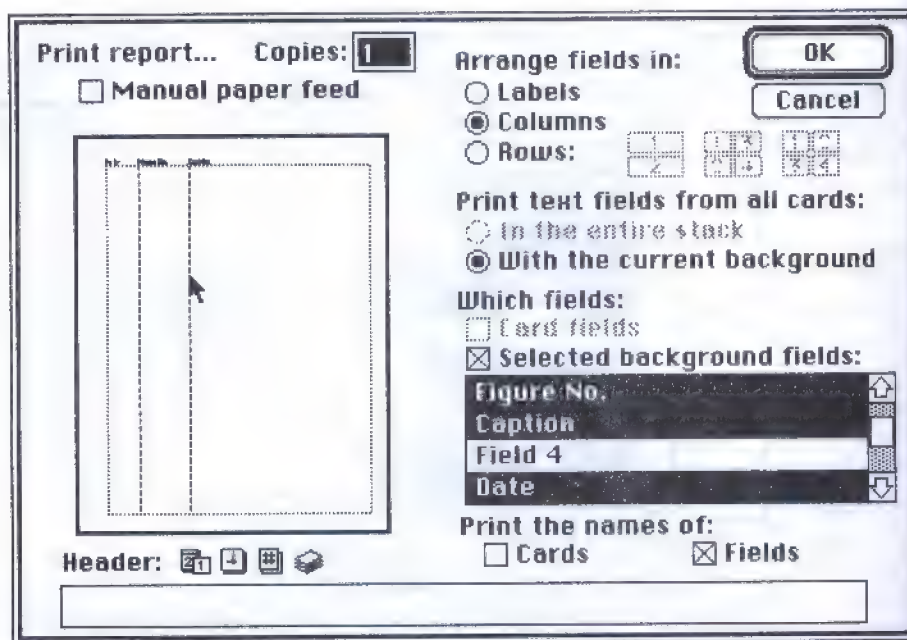 Print report... Copies: 1
Manual paper feed
Header:
Arrange fields in:
Labels
Columns
Rows:
Print text fields from all cards:
In the entire stack
With the current background
Which fields:
Card fields
Selected background fields:
Figure No.
Caption
Field 4
Date
Print the names of:
Cards Fields
OK
Cancel